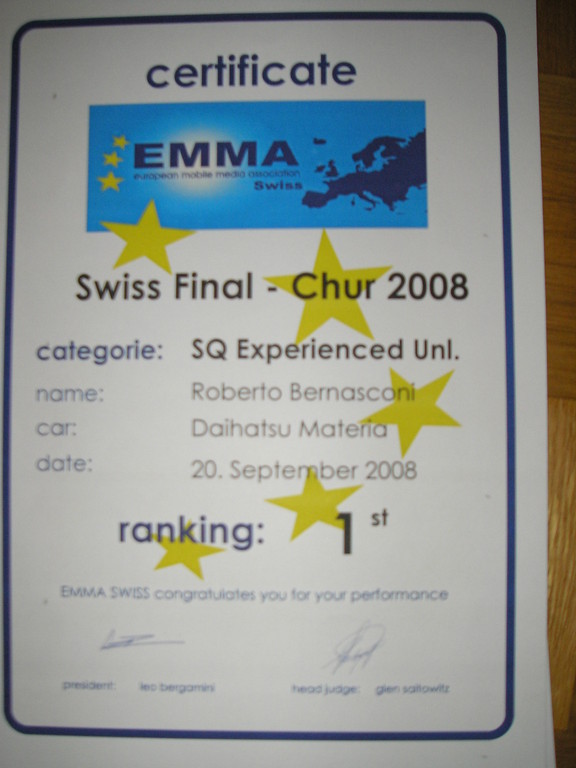 certificate
EMMA
european mobile media association
Swiss
Swiss Final - Chur 2008
categorie: SQ Experienced Unl.
name: Roberto Bernasconi
car: Daihatsu Materia
date: 20. September 2008
ranking: 1 st
EMMA SWISS congratulates you for your performance
president: leo bergamini head judge: glen saltowitz